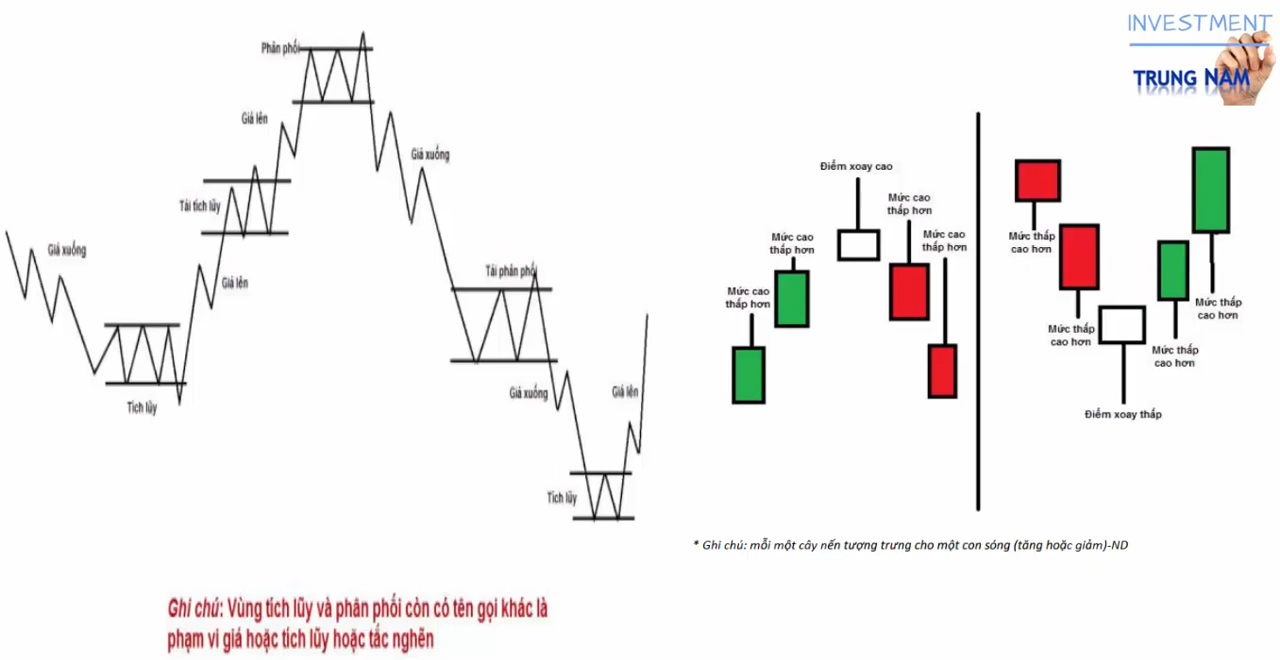 INVESTMENT
TRUNG NAM
Phân phối
Giá lên
Giá xuống
Tái tích lũy
Giá xuống
Giá lên
Tái phân phối
Tích lũy
Giá xuống
Giá lên
Tích lũy
Ghi chú: Vùng tích lũy và phân phối còn có tên gọi khác là
phạm vi giá hoặc tích lũy hoặc tắc nghẽn
Điểm xoay cao
Mức cao
thấp hơn
Mức cao
thấp hơn
Mức cao
thấp hơn
Mức cao
thấp hơn
Mức thấp
cao hơn
Mức thấp
cao hơn
Mức thấp
cao hơn
Mức thấp
cao hơn
Điểm xoay thấp
* Ghi chú: mỗi một cây nến tượng trưng cho một con sóng (tăng hoặc giảm)-ND